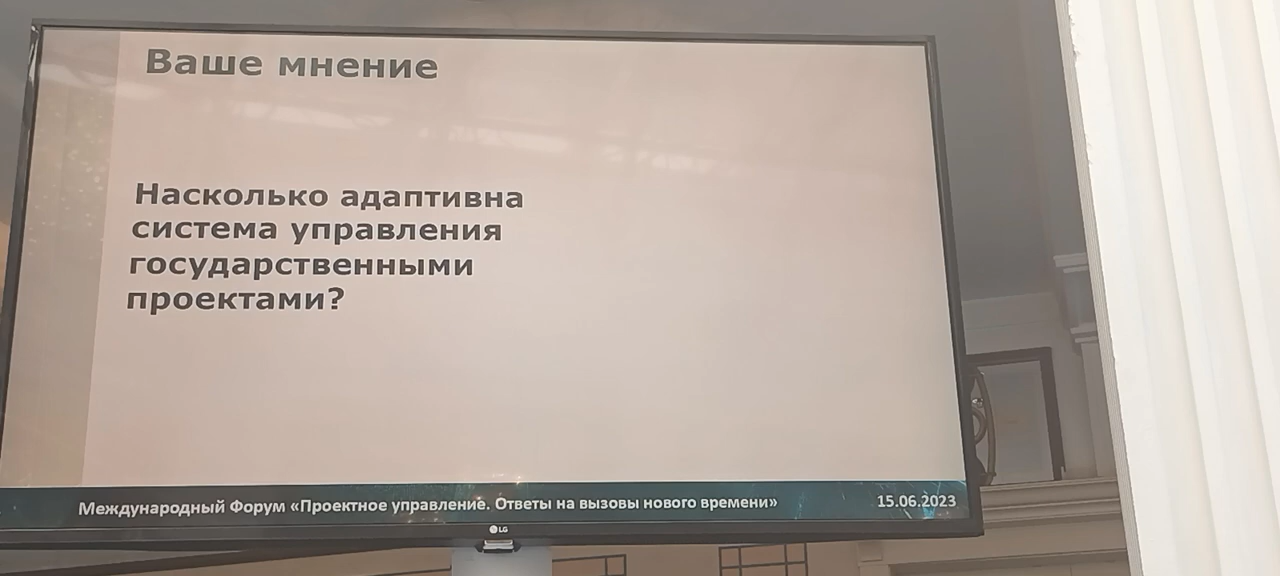 Ваше мнение
Насколько адаптивна
система управления
государственными
проектами?
Международный Форум «Проектное управление. Ответы на вызовы нового времени»
15.06.2023
LG